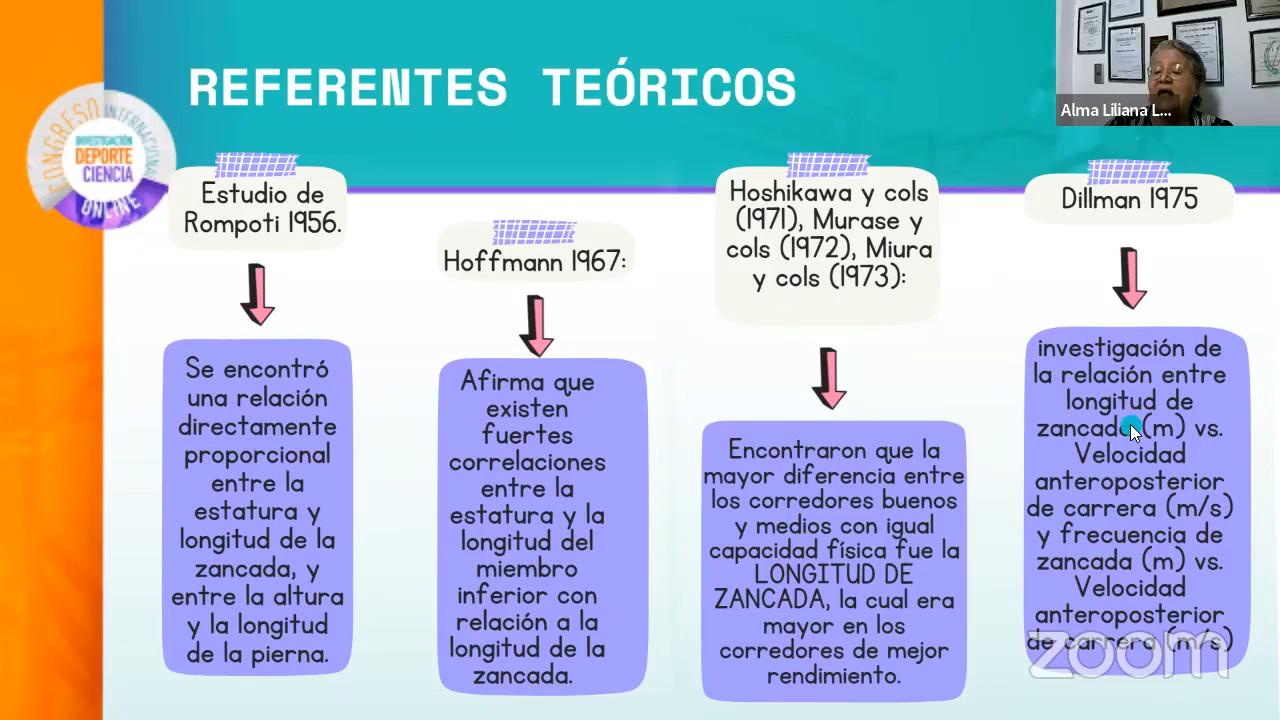 REFERENTES TEÓRICOS
Alma Liliana L...
CONGRESO INTERNACIONAL
INVESTIGACIÓN
DEPORTE
CIENCIA
ONLINE
Estudio de
Rompoti 1956.
Se encontró
una relación
directamente
proporcional
entre la
estatura y
longitud de la
zancada, y
entre la altura
y la longitud
de la pierna.
Hoffmann 1967:
Afirma que
existen
fuertes
correlaciones
entre la
estatura y la
longitud del
miembro
inferior con
relación a la
longitud de la
zancada.
Hoshikawa y cols
(1971), Murase y
cols (1972), Miura
y cols (1973):
Encontraron que la
mayor diferencia entre
los corredores buenos
y medios con igual
capacidad física fue la
LONGITUD DE
ZANCADA, la cual era
mayor en los
corredores de mejor
rendimiento.
Dillman 1975
investigación de
la relación entre
longitud de
zancada (m) vs.
Velocidad
anteroposterior
de carrera (m/s)
y frecuencia de
zancada (m) vs.
Velocidad
anteroposterior
de carrera (m/s)
zoom